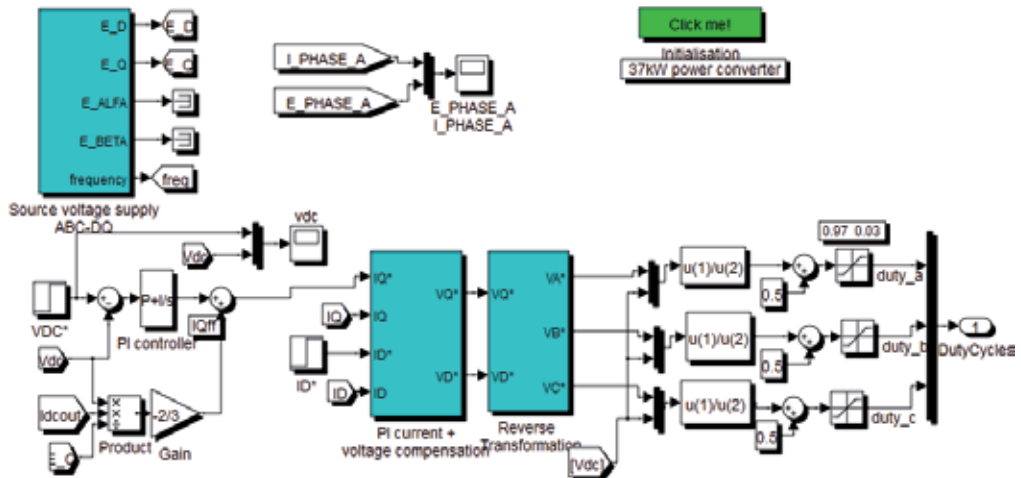 E_D
E_D
E_Q
E_Q
E_ALFA
E_BETA
frequency
freq
Source voltage supply
ABC-DQ
I_PHASE_A
E_PHASE_A
E_PHASE_A
I_PHASE_A
Click me!
Initialisation
37kW power converter
vdc
Vdc
VDC*
P+I/s
PI controller
IQff
Vdc
Idcout
E_Q
×
×
÷
Product
-2/3
Gain
IQ*
IQ
IQ
ID*
ID*
ID
ID
VQ*
VD*
PI current +
voltage compensation
VQ*
VD*
VA*
VB*
VC*
Reverse
Transformation
[Vdc]
u(1)/u(2)
0.5
0.97 0.03
duty_a
u(1)/u(2)
0.5
duty_b
u(1)/u(2)
0.5
duty_c
1
DutyCycles